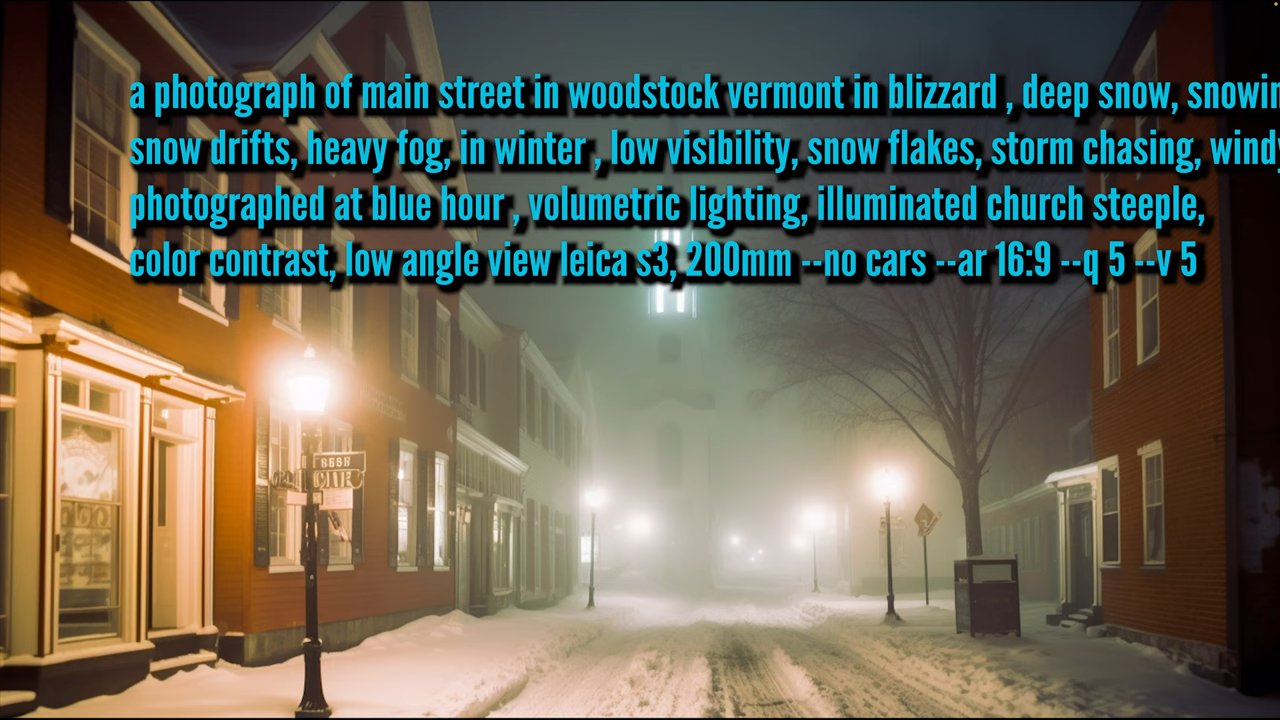 a photograph of main street in woodstock vermont in blizzard , deep snow,
snow drifts, heavy fog, in winter , low visibility, snow flakes, storm chasing,
photographed at blue hour , volumetric lighting, illuminated church steeple,
color contrast, low angle view leica s3, 200mm --no cars --ar 16:9 --q 5 --v 5